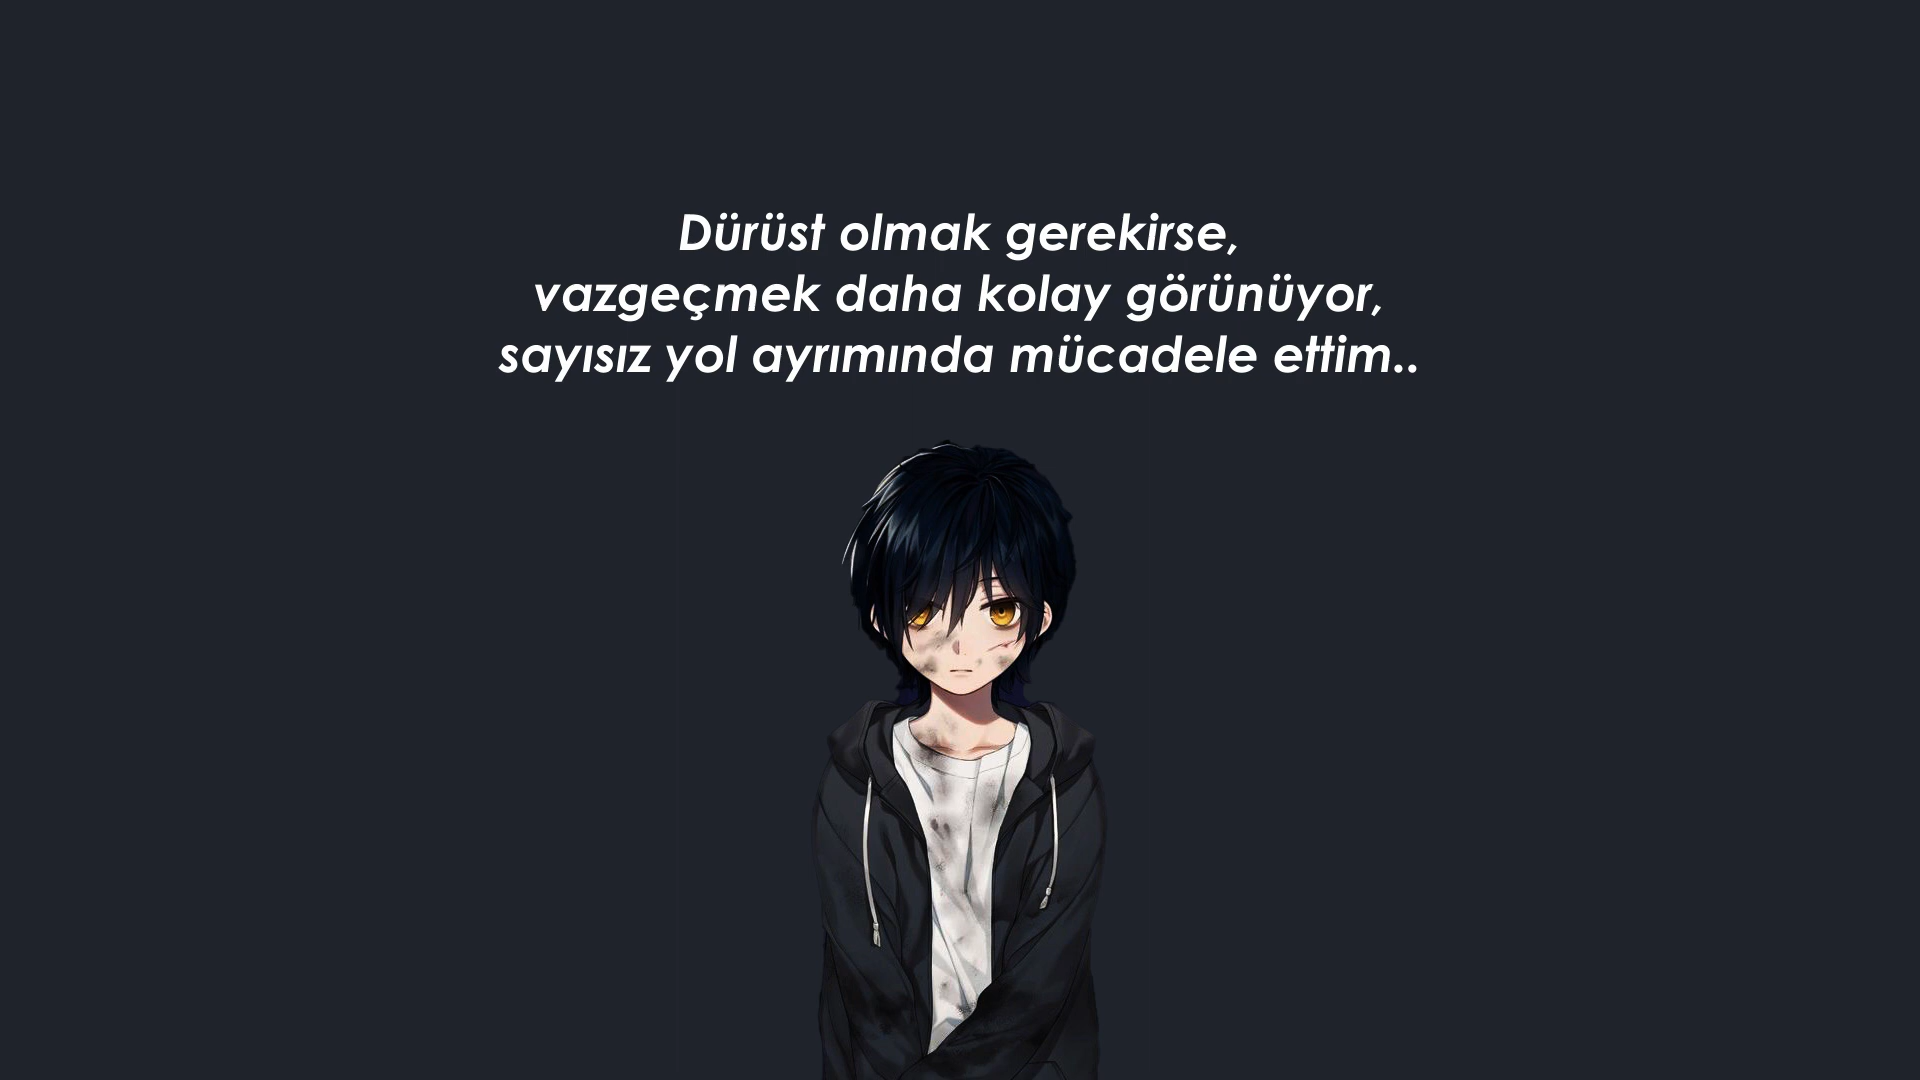 Dürüst olmak gerekirse,
vazgeçmek daha kolay görünüyor,
sayısız yol ayrımında mücadele ettim..